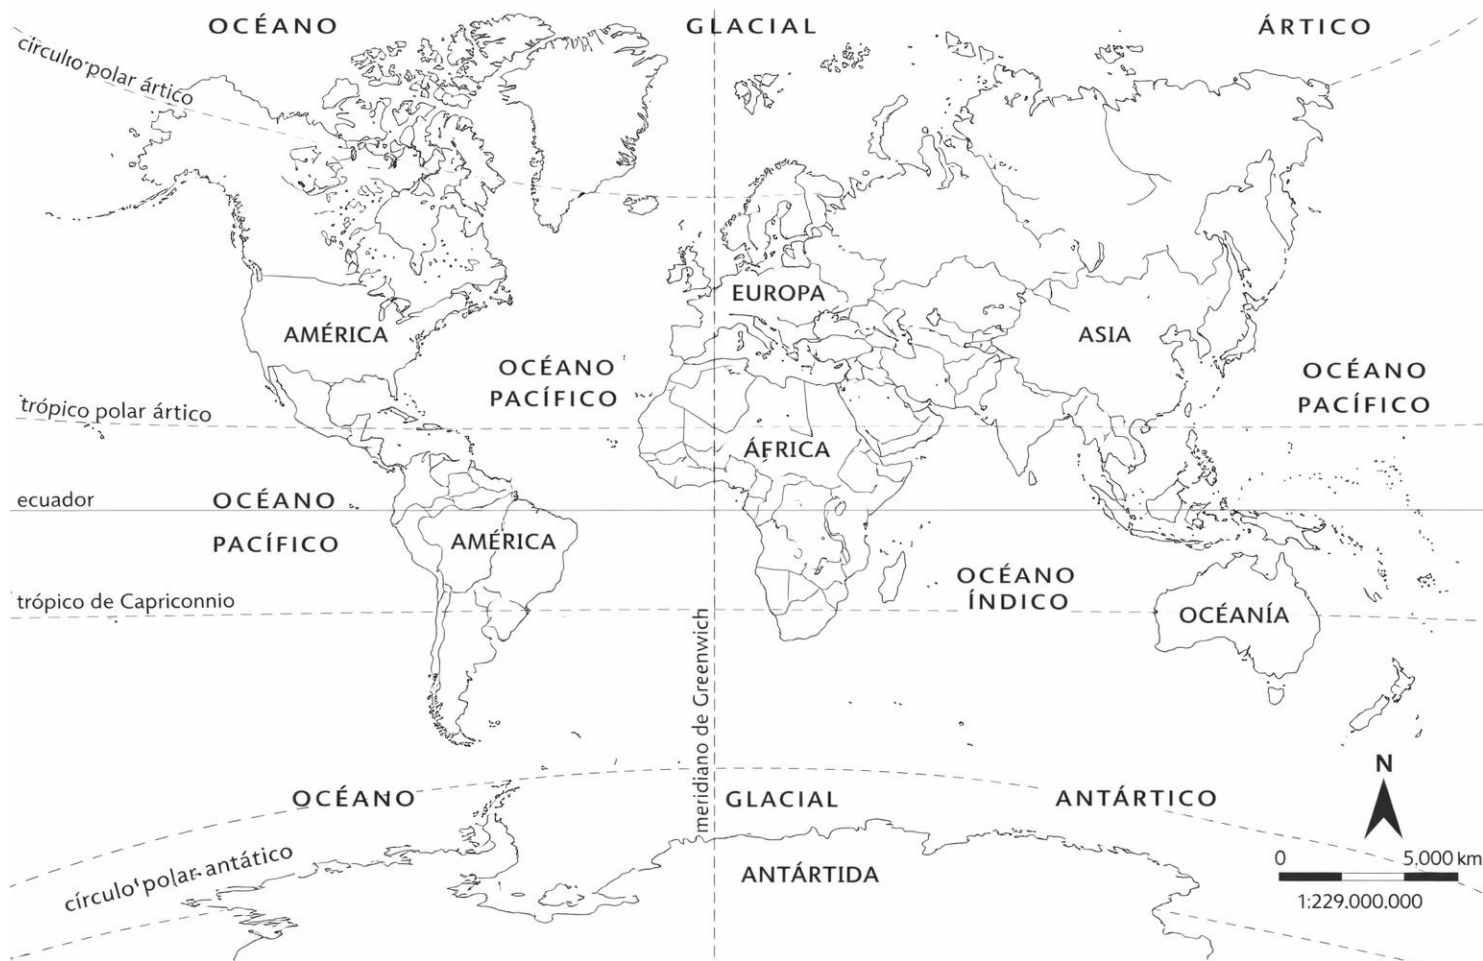 OCÉANO GLACIAL ÁRTICO
círculo polar ártico
EUROPA
AMÉRICA
ASIA
OCÉANO
PACÍFICO
OCÉANO
PACÍFICO
trópico polar ártico
ÁFRICA
ecuador
OCÉANO
PACÍFICO
AMÉRICA
OCÉANO
ÍNDICO
trópico de Capriconnio
OCÉANÍA
meridiano de Greenwich
N
OCÉANO GLACIAL ANTÁRTICO
círculo polar antático
ANTÁRTIDA
0 5,000 km
1:229.000.000